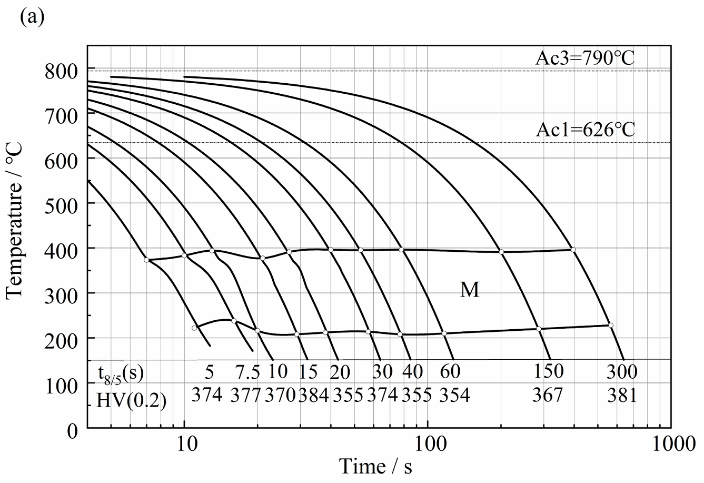 (a)
Ac3=790℃
Ac1=626℃
Temperature / ℃
800
700
600
500
400
300
200
100
0
M
t8/5(s) 5 7.5 10 15 20 30 40 60 150 300
HV(0.2) 374 377 370 384 355 374 355 354 367 381
10 100 1000
Time / s